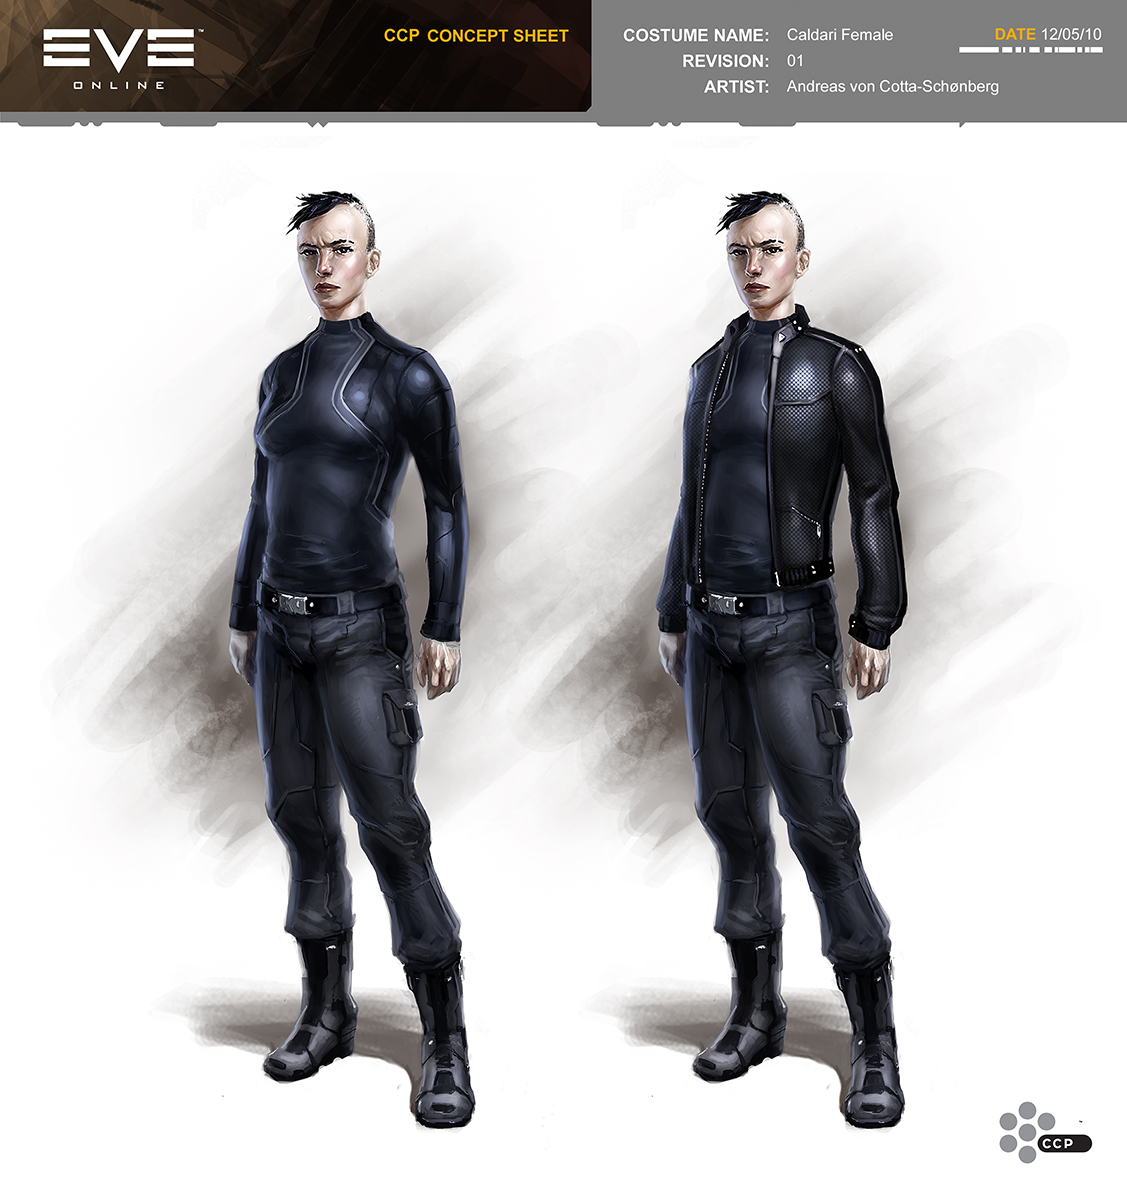 EVE™
ONLINE
CCP CONCEPT SHEET
COSTUME NAME: Caldari Female
REVISION: 01
ARTIST: Andreas von Cotta-Schønberg
DATE 12/05/10
CCP